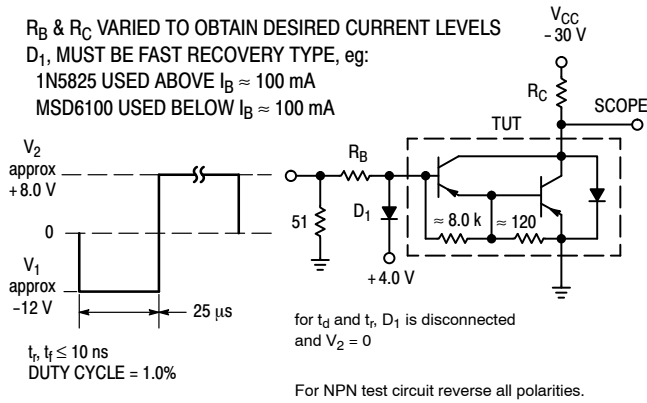 R_B & R_C VARIED TO OBTAIN DESIRED CURRENT LEVELS
D_1, MUST BE FAST RECOVERY TYPE, eg:
1N5825 USED ABOVE I_B ≈ 100 mA
MSD6100 USED BELOW I_B ≈ 100 mA
V_CC
- 30 V
R_C
SCOPE
TUT
V_2
approx
+8.0 V
R_B
51
D_1
≈ 8.0 k
≈ 120
0
+4.0 V
V_1
approx
-12 V
25 μs
for t_d and t_r, D_1 is disconnected
and V_2 = 0
t_r, t_f ≤ 10 ns
DUTY CYCLE = 1.0%
For NPN test circuit reverse all polarities.